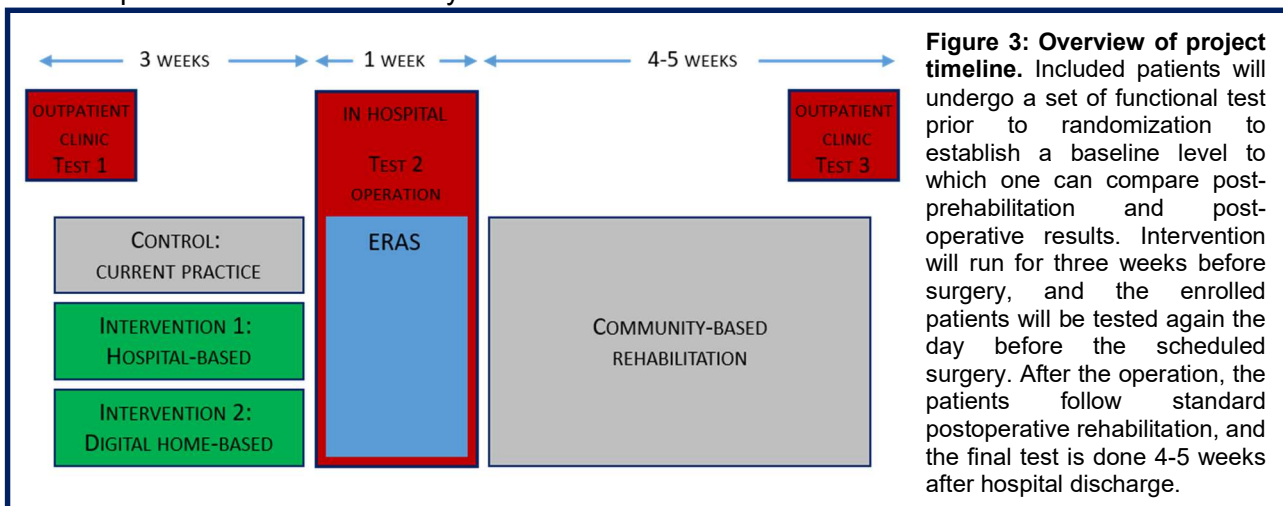 3 WEEKS
1 WEEK
4-5 WEEKS
OUTPATIENT
CLINIC
TEST 1
IN HOSPITAL
TEST 2
OPERATION
OUTPATIENT
CLINIC
TEST 3
CONTROL:
CURRENT PRACTICE
INTERVENTION 1:
HOSPITAL-BASED
INTERVENTION 2:
DIGITAL HOME-BASED
ERAS
COMMUNITY-BASED
REHABILITATION
Figure 3: Overview of project
timeline. Included patients will
undergo a set of functional test
prior to randomization to
establish a baseline level to
which one can compare post-
prehabilitation and post-
operative results. Intervention
will run for three weeks before
surgery, and the enrolled
patients will be tested again the
day before the scheduled
surgery. After the operation, the
patients follow standard
postoperative rehabilitation, and
the final test is done 4-5 weeks
after hospital discharge.